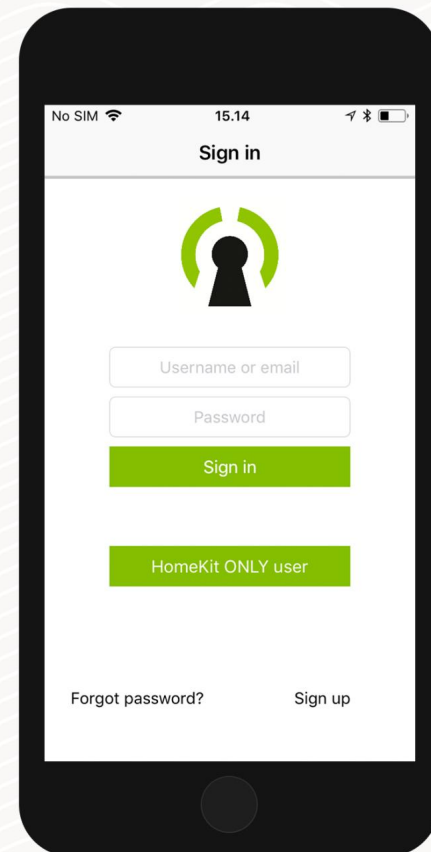 No SIM 15.14
Sign in
Username or email
Password
Sign in
HomeKit ONLY user
Forgot password? Sign up